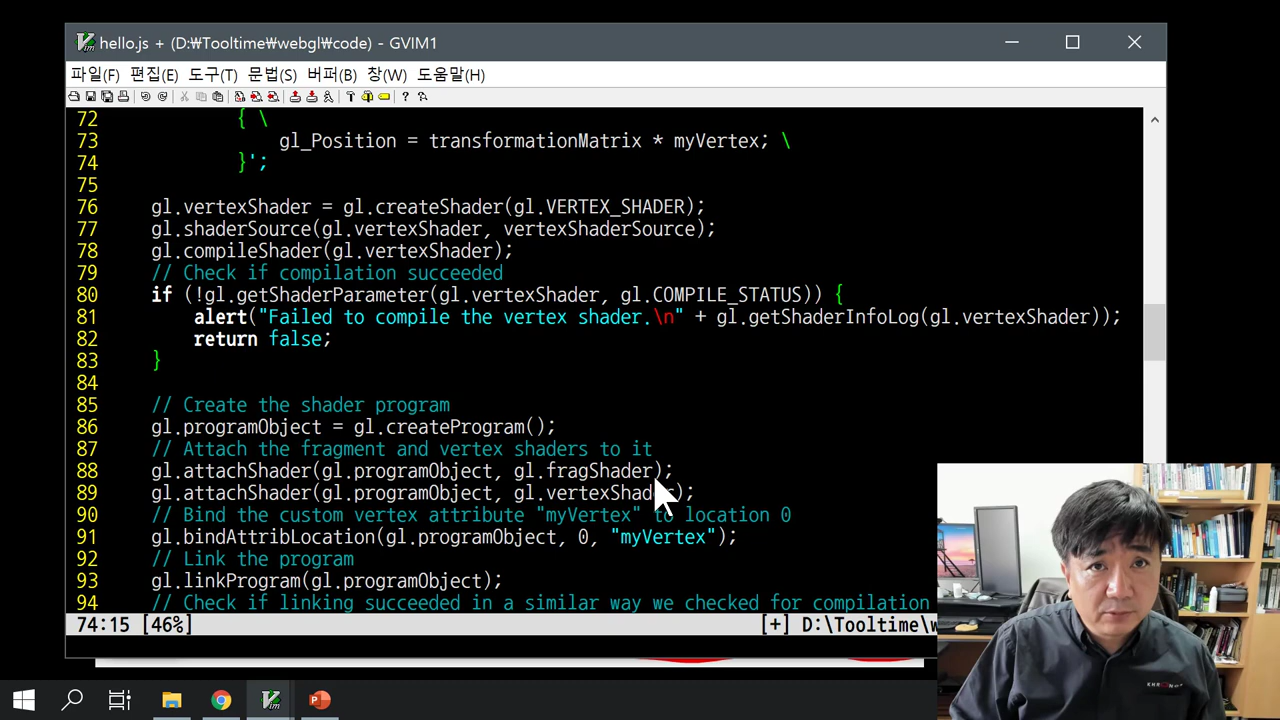 hello.js + (D:₩Tooltime₩webgl₩code) - GVIM1
파일(F) 편집(E) 도구(T) 문법(S) 버퍼(B) 창(W) 도움말(H)
72 { \
73 gl_Position = transformationMatrix * myVertex; \
74 }';
75
76 gl.vertexShader = gl.createShader(gl.VERTEX_SHADER);
77 gl.shaderSource(gl.vertexShader, vertexShaderSource);
78 gl.compileShader(gl.vertexShader);
79 // Check if compilation succeeded
80 if (!gl.getShaderParameter(gl.vertexShader, gl.COMPILE_STATUS)) {
81 alert("Failed to compile the vertex shader.\n" + gl.getShaderInfoLog(gl.vertexShader));
82 return false;
83 }
84
85 // Create the shader program
86 gl.programObject = gl.createProgram();
87 // Attach the fragment and vertex shaders to it
88 gl.attachShader(gl.programObject, gl.fragShader);
89 gl.attachShader(gl.programObject, gl.vertexShader);
90 // Bind the custom vertex attribute "myVertex" to location 0
91 gl.bindAttribLocation(gl.programObject, 0, "myVertex");
92 // Link the program
93 gl.linkProgram(gl.programObject);
94 // Check if linking succeeded in a similar way we checked for compilation
74:15 [46%] [+] D:\Tooltime\w